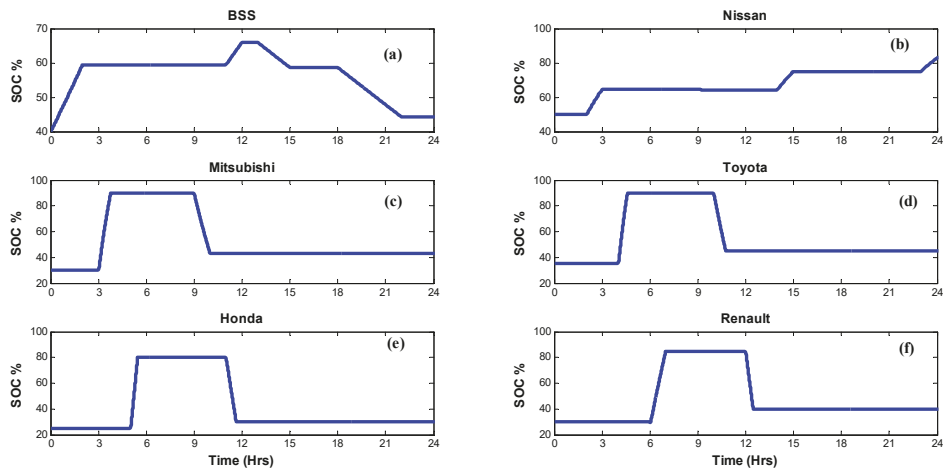 BSS
SOC %
70
60
50
40
0 3 6 9 12 15 18 21 24
(a)
Nissan
SOC %
100
80
60
40
0 3 6 9 12 15 18 21 24
(b)
Mitsubishi
SOC %
100
80
60
40
20
0 3 6 9 12 15 18 21 24
(c)
Toyota
SOC %
100
80
60
40
20
0 3 6 9 12 15 18 21 24
(d)
Honda
SOC %
100
80
60
40
20
0 3 6 9 12 15 18 21 24
Time (Hrs)
(e)
Renault
SOC %
100
80
60
40
20
0 3 6 9 12 15 18 21 24
Time (Hrs)
(f)